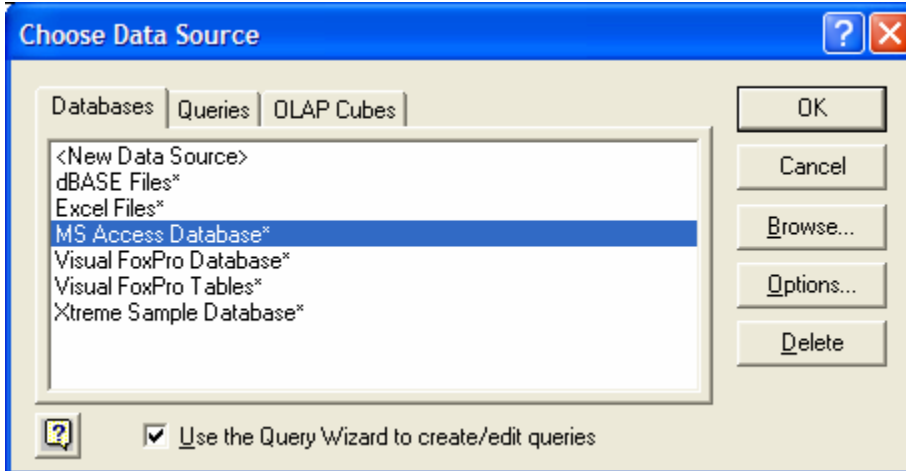 Choose Data Source
Databases Queries OLAP Cubes
<New Data Source>
dBASE Files*
Excel Files*
MS Access Database*
Visual FoxPro Database*
Visual FoxPro Tables*
Xtreme Sample Database*
OK
Cancel
Browse...
Options...
Delete
Use the Query Wizard to create/edit queries